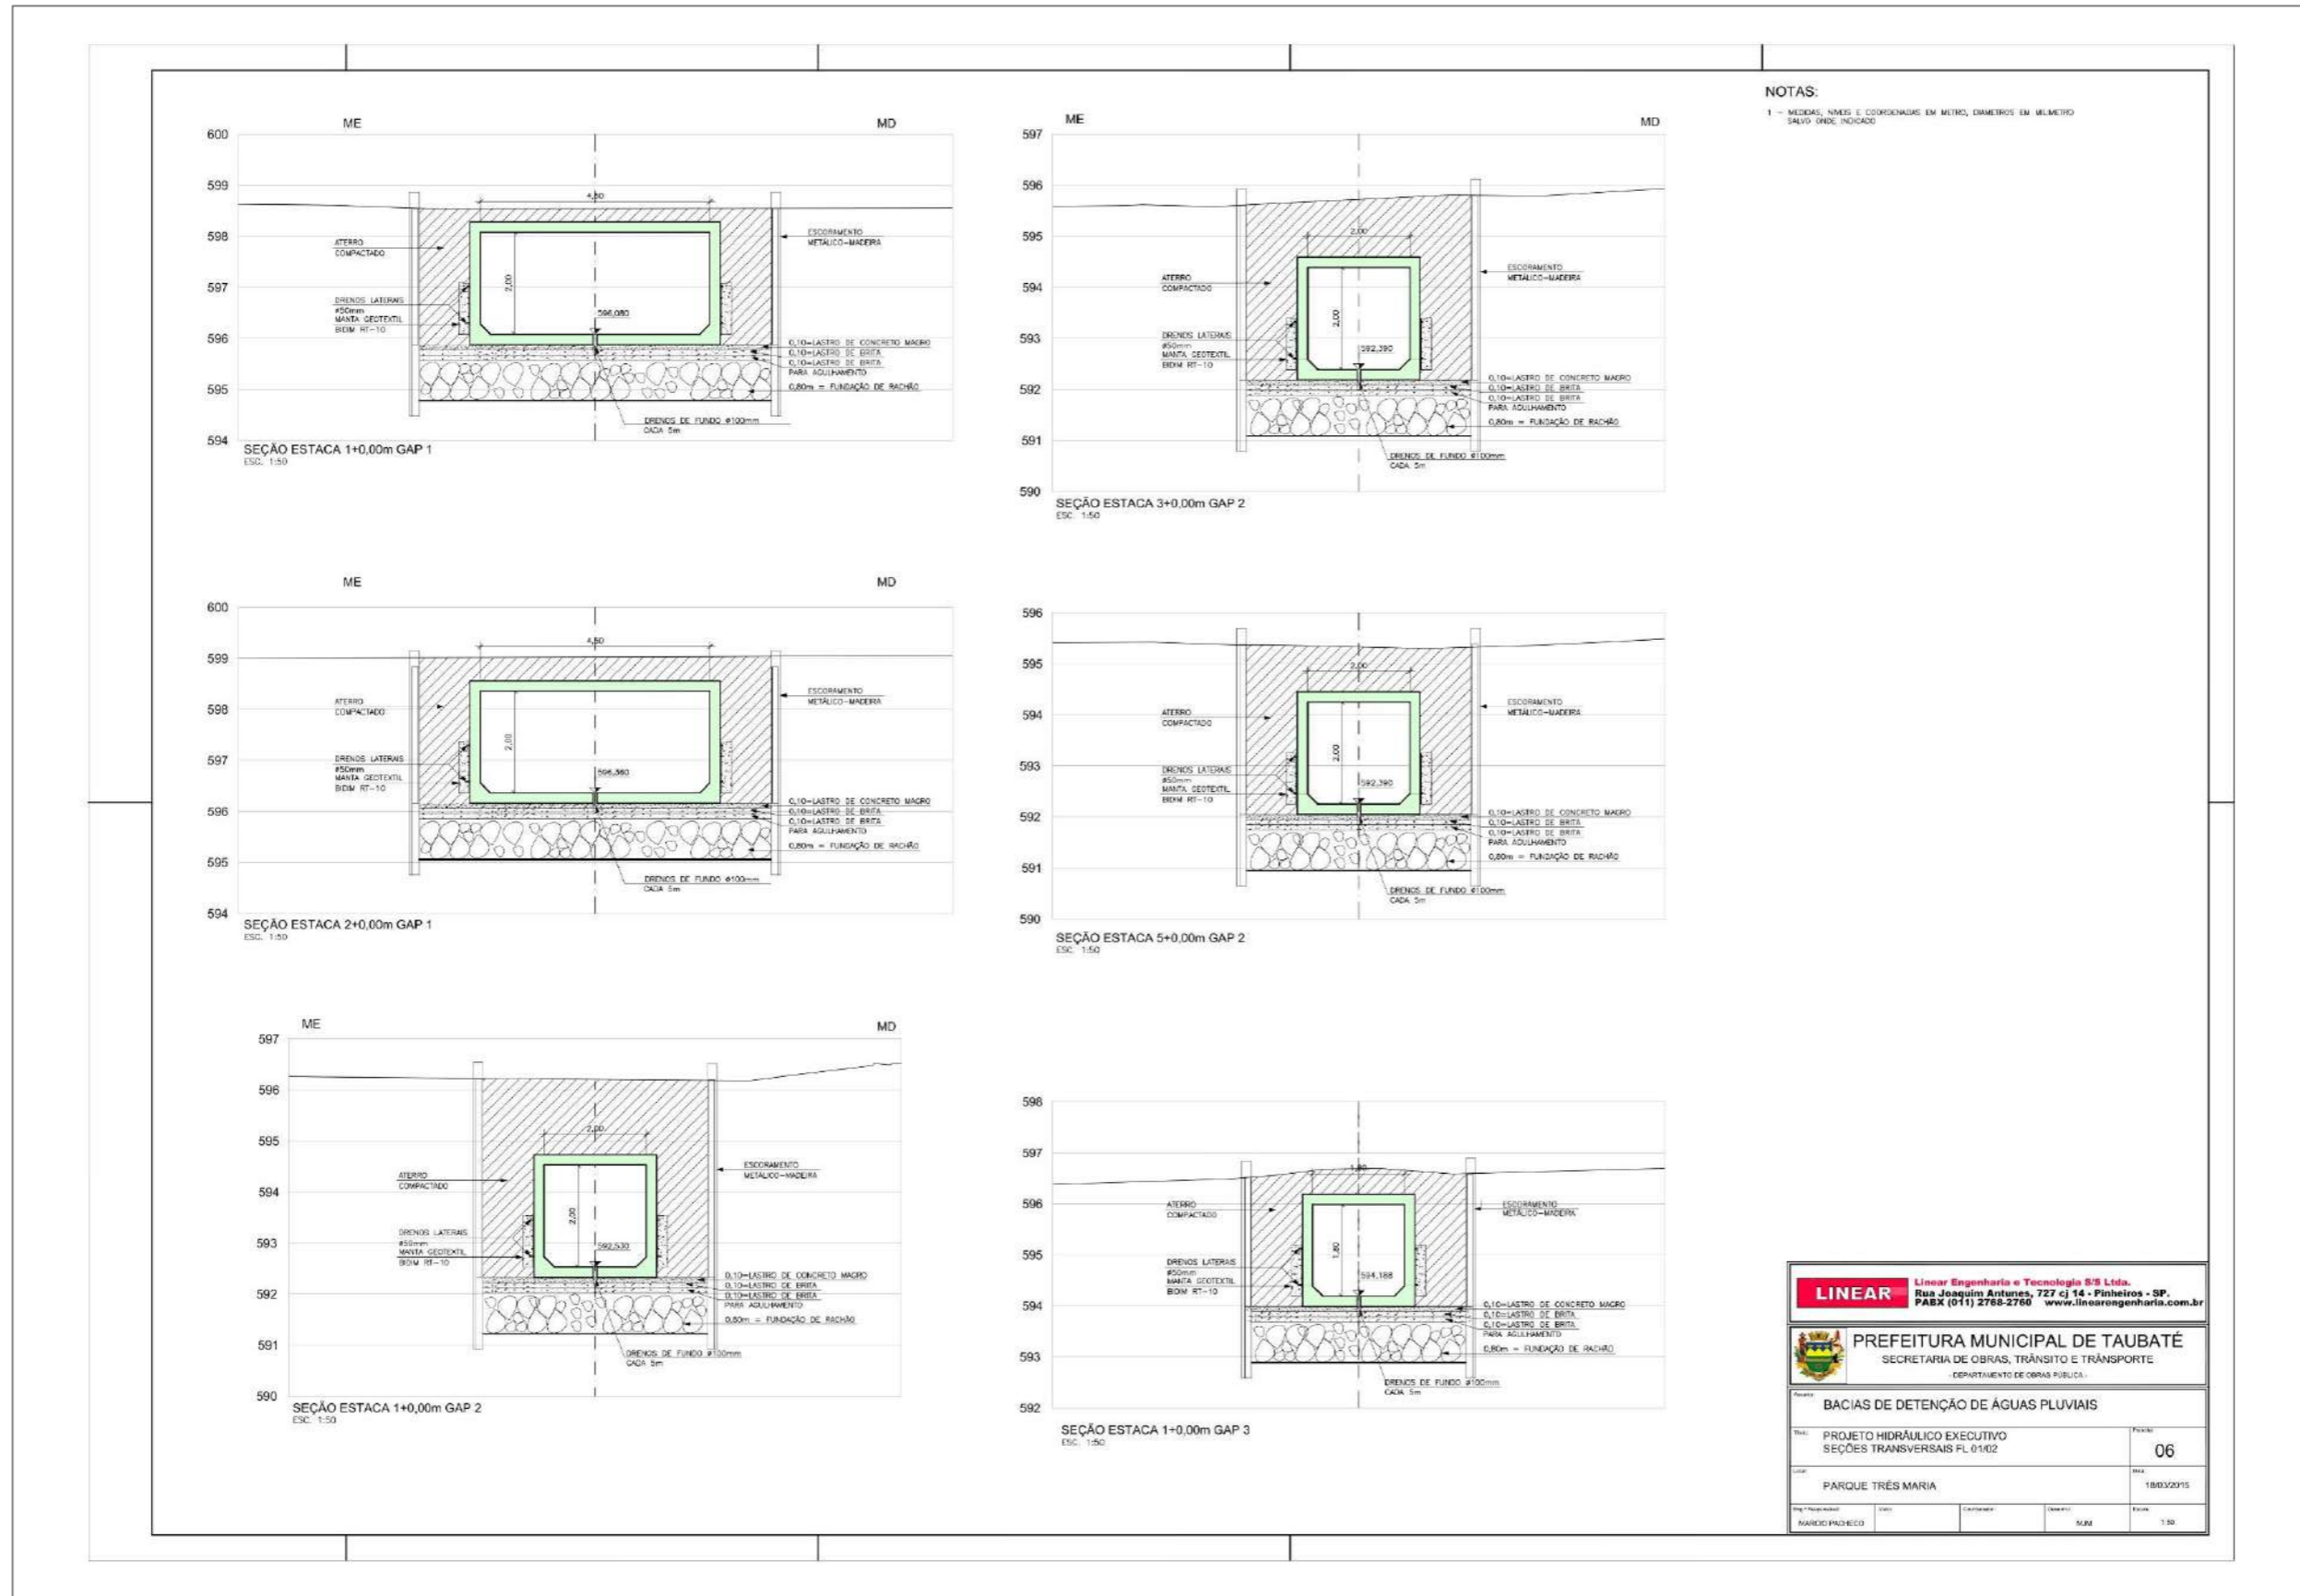 NOTAS:
1 - MEDIDAS, NÍVEIS E COORDENADAS EM METRO, DIAMETROS EM MILIMETRO
SALVO ONDE INDICADO
ME
MD
600
599
598
597
596
595
594
4,50
2,00
596,080
ATERRO
COMPACTADO
DRENOS LATERAIS
ø50mm
MANTA GEOTEXTIL
BIDIM RT-10
ESCORAMENTO
METÁLICO-MADEIRA
0,10=LASTRO DE CONCRETO MAGRO
0,10=LASTRO DE BRITA
0,10=LASTRO DE BRITA
PARA AGULHAMENTO
0,80m = FUNDAÇÃO DE RACHÃO
DRENOS DE FUNDO ø100mm
CADA 5m
SEÇÃO ESTACA 1+0,00m GAP 1
ESC. 1:50
ME
MD
597
596
595
594
593
592
591
590
2,00
2,00
592,390
ATERRO
COMPACTADO
DRENOS LATERAIS
ø50mm
MANTA GEOTEXTIL
BIDIM RT-10
ESCORAMENTO
METÁLICO-MADEIRA
0,10=LASTRO DE CONCRETO MAGRO
0,10=LASTRO DE BRITA
0,10=LASTRO DE BRITA
PARA AGULHAMENTO
0,80m = FUNDAÇÃO DE RACHÃO
DRENOS DE FUNDO ø100mm
CADA 5m
SEÇÃO ESTACA 3+0,00m GAP 2
ESC. 1:50
ME
MD
600
599
598
597
596
595
594
4,50
2,00
596,360
ATERRO
COMPACTADO
DRENOS LATERAIS
ø50mm
MANTA GEOTEXTIL
BIDIM RT-10
ESCORAMENTO
METÁLICO-MADEIRA
0,10=LASTRO DE CONCRETO MAGRO
0,10=LASTRO DE BRITA
0,10=LASTRO DE BRITA
PARA AGULHAMENTO
0,80m = FUNDAÇÃO DE RACHÃO
DRENOS DE FUNDO ø100mm
CADA 5m
SEÇÃO ESTACA 2+0,00m GAP 1
ESC. 1:50
596
595
594
593
592
591
590
2,00
2,00
592,390
ATERRO
COMPACTADO
DRENOS LATERAIS
ø50mm
MANTA GEOTEXTIL
BIDIM RT-10
ESCORAMENTO
METÁLICO-MADEIRA
0,10=LASTRO DE CONCRETO MAGRO
0,10=LASTRO DE BRITA
0,10=LASTRO DE BRITA
PARA AGULHAMENTO
0,80m = FUNDAÇÃO DE RACHÃO
DRENOS DE FUNDO ø100mm
CADA 5m
SEÇÃO ESTACA 5+0,00m GAP 2
ESC. 1:50
ME
MD
597
596
595
594
593
592
591
590
2,00
2,00
592,530
ATERRO
COMPACTADO
DRENOS LATERAIS
ø50mm
MANTA GEOTEXTIL
BIDIM RT-10
ESCORAMENTO
METÁLICO-MADEIRA
0,10=LASTRO DE CONCRETO MAGRO
0,10=LASTRO DE BRITA
0,10=LASTRO DE BRITA
PARA AGULHAMENTO
0,80m = FUNDAÇÃO DE RACHÃO
DRENOS DE FUNDO ø100mm
CADA 5m
SEÇÃO ESTACA 1+0,00m GAP 2
ESC. 1:50
598
597
596
595
594
593
592
1,80
1,80
594,188
ATERRO
COMPACTADO
DRENOS LATERAIS
ø50mm
MANTA GEOTEXTIL
BIDIM RT-10
ESCORAMENTO
METÁLICO-MADEIRA
0,10=LASTRO DE CONCRETO MAGRO
0,10=LASTRO DE BRITA
0,10=LASTRO DE BRITA
PARA AGULHAMENTO
0,80m = FUNDAÇÃO DE RACHÃO
DRENOS DE FUNDO ø100mm
CADA 5m
SEÇÃO ESTACA 1+0,00m GAP 3
ESC. 1:50
LINEAR
Linear Engenharia e Tecnologia S/S Ltda.
Rua Joaquim Antunes, 727 cj 14 - Pinheiros - SP.
PABX (011) 2768-2760 www.linearengenharia.com.br
PREFEITURA MUNICIPAL DE TAUBATÉ
SECRETARIA DE OBRAS, TRÂNSITO E TRÂNSPORTE
- DEPARTAMENTO DE OBRAS PÚBLICA -
BACIAS DE DETENÇÃO DE ÁGUAS PLUVIAIS
PROJETO HIDRÁULICO EXECUTIVO
SEÇÕES TRANSVERSAIS FL 01/02
06
PARQUE TRÊS MARIA
18/03/2015
MARCIO PACHECO
1:50